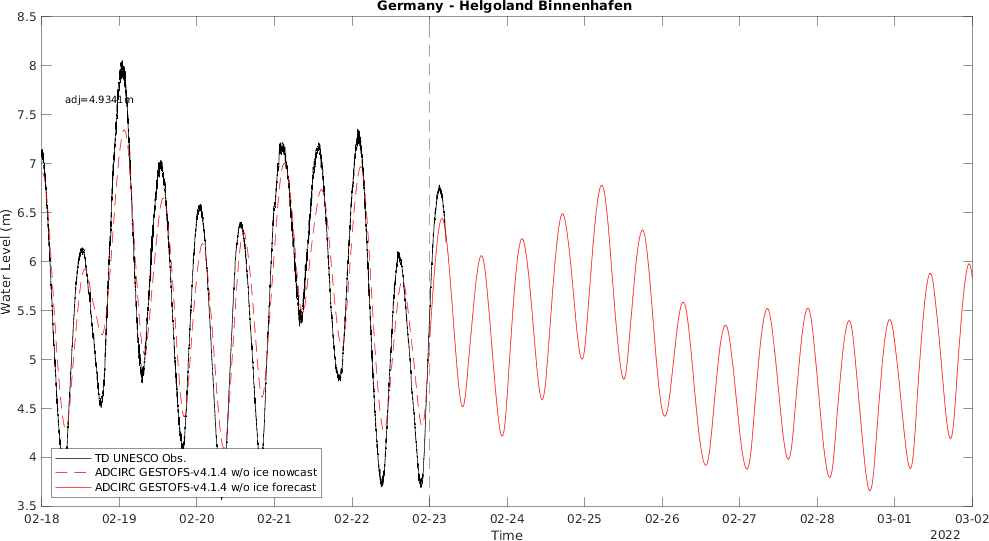 Germany - Helgoland Binnenhafen
8.5
8
7.5
7
6.5
6
5.5
5
4.5
4
3.5
Water Level (m)
adj=4.9341m
TD UNESCO Obs.
ADCIRC GESTOFS-v4.1.4 w/o ice nowcast
ADCIRC GESTOFS-v4.1.4 w/o ice forecast
02-18 02-19 02-20 02-21 02-22 02-23 02-24 02-25 02-26 02-27 02-28 03-01 03-02
Time
2022